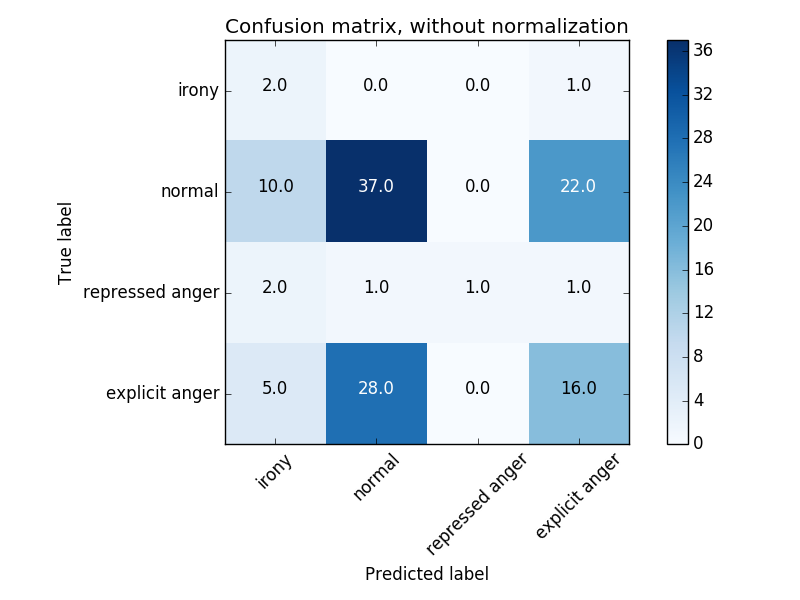 Confusion matrix, without normalization
True label
irony 2.0 0.0 0.0 1.0
normal 10.0 37.0 0.0 22.0
repressed anger 2.0 1.0 1.0 1.0
explicit anger 5.0 28.0 0.0 16.0
irony normal repressed anger explicit anger
Predicted label
36
32
28
24
20
16
12
8
4
0